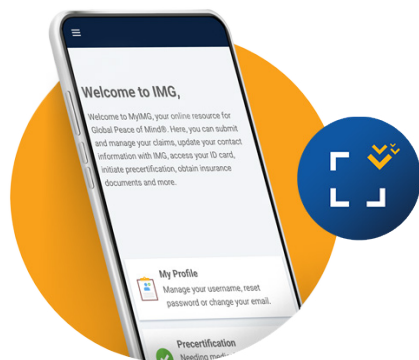 Welcome to IMG,
Welcome to MyIMG, your online resource for
Global Peace of Mind®. Here, you can submit
and manage your claims, update your contact
information with IMG, access your ID card,
initiate precertification, obtain insurance
documents and more.
My Profile
Manage your username, reset
password or change your email.
Precertification
Needing